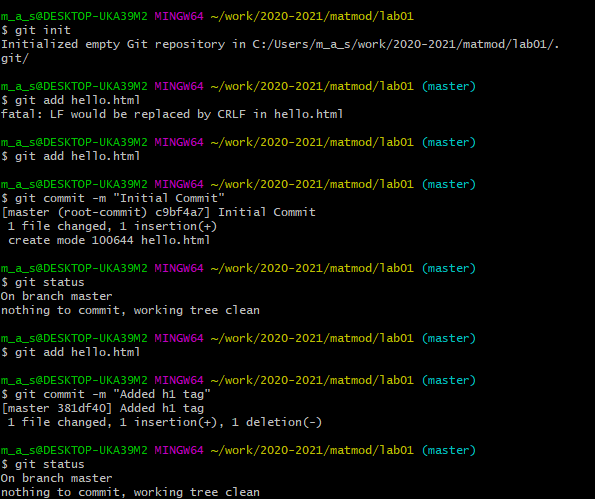 m_a_s@DESKTOP-UKA39M2 MINGW64 ~/work/2020-2021/matmod/lab01
$ git init
Initialized empty Git repository in C:/Users/m_a_s/work/2020-2021/matmod/lab01/.
git/
m_a_s@DESKTOP-UKA39M2 MINGW64 ~/work/2020-2021/matmod/lab01 (master)
$ git add hello.html
fatal: LF would be replaced by CRLF in hello.html
m_a_s@DESKTOP-UKA39M2 MINGW64 ~/work/2020-2021/matmod/lab01 (master)
$ git add hello.html
m_a_s@DESKTOP-UKA39M2 MINGW64 ~/work/2020-2021/matmod/lab01 (master)
$ git commit -m "Initial Commit"
[master (root-commit) c9bf4a7] Initial Commit
 1 file changed, 1 insertion(+)
 create mode 100644 hello.html
m_a_s@DESKTOP-UKA39M2 MINGW64 ~/work/2020-2021/matmod/lab01 (master)
$ git status
On branch master
nothing to commit, working tree clean
m_a_s@DESKTOP-UKA39M2 MINGW64 ~/work/2020-2021/matmod/lab01 (master)
$ git add hello.html
m_a_s@DESKTOP-UKA39M2 MINGW64 ~/work/2020-2021/matmod/lab01 (master)
$ git commit -m "Added h1 tag"
[master 381df40] Added h1 tag
 1 file changed, 1 insertion(+), 1 deletion(-)
m_a_s@DESKTOP-UKA39M2 MINGW64 ~/work/2020-2021/matmod/lab01 (master)
$ git status
On branch master
nothing to commit, working tree clean